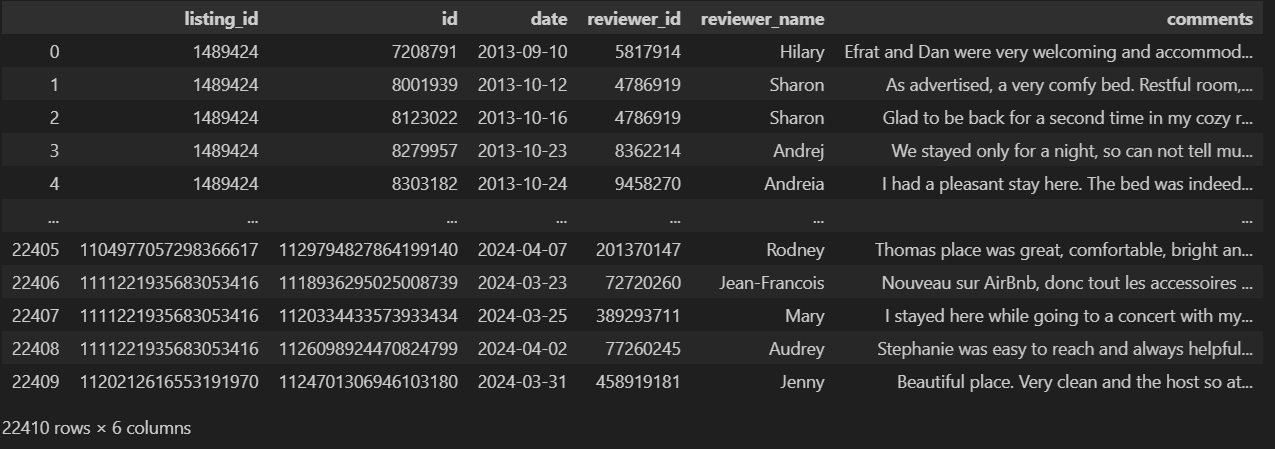 listing_id id date reviewer_id reviewer_name comments
0 1489424 7208791 2013-09-10 5817914 Hilary Efrat and Dan were very welcoming and accommod...
1 1489424 8001939 2013-10-12 4786919 Sharon As advertised, a very comfy bed. Restful room,...
2 1489424 8123022 2013-10-16 4786919 Sharon Glad to be back for a second time in my cozy r...
3 1489424 8279957 2013-10-23 8362214 Andrej We stayed only for a night, so can not tell mu...
4 1489424 8303182 2013-10-24 9458270 Andreia I had a pleasant stay here. The bed was indeed...
... ... ... ... ... ... ...
22405 1104977057298366617 1129794827864199140 2024-04-07 201370147 Rodney Thomas place was great, comfortable, bright an...
22406 1111221935683053416 1118936295025008739 2024-03-23 72720260 Jean-Francois Nouveau sur AirBnb, donc tout les accessoires ...
22407 1111221935683053416 1120334433573933434 2024-03-25 389293711 Mary I stayed here while going to a concert with my...
22408 1111221935683053416 1126098924470824799 2024-04-02 77260245 Audrey Stephanie was easy to reach and always helpful...
22409 1120212616553191970 1124701306946103180 2024-03-31 458919181 Jenny Beautiful place. Very clean and the host so at...
22410 rows × 6 columns